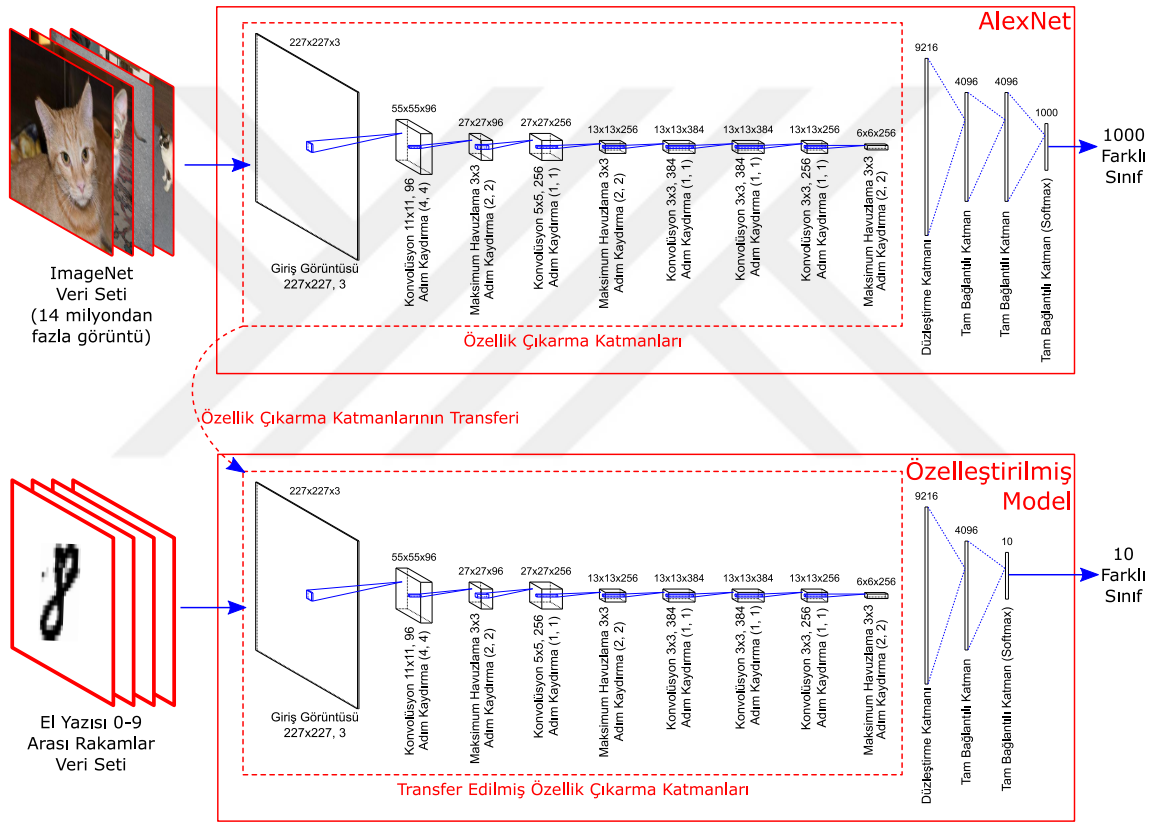 AlexNet
227x227x3
55x55x96
27x27x96
27x27x256
13x13x256
13x13x384
13x13x384
13x13x256
6x6x256
9216
4096
4096
1000
Giriş Görüntüsü
227x227, 3
Konvolüsyon 11x11, 96
Adım Kaydırma (4, 4)
Maksimum Havuzlama 3x3
Adım Kaydırma (2, 2)
Konvolüsyon 5x5, 256
Adım Kaydırma (1, 1)
Maksimum Havuzlama 3x3
Adım Kaydırma (2, 2)
Konvolüsyon 3x3, 384
Adım Kaydırma (1, 1)
Konvolüsyon 3x3, 384
Adım Kaydırma (1, 1)
Konvolüsyon 3x3, 256
Adım Kaydırma (1, 1)
Maksimum Havuzlama 3x3
Adım Kaydırma (2, 2)
Düzleştirme Katmanı
Tam Bağlantılı Katman
Tam Bağlantılı Katman
Tam Bağlantılı Katman (Softmax)
1000
Farklı
Sınıf
ImageNet
Veri Seti
(14 milyondan
fazla görüntü)
Özellik Çıkarma Katmanları
Özellik Çıkarma Katmanlarının Transferi
Özelleştirilmiş
Model
227x227x3
55x55x96
27x27x96
27x27x256
13x13x256
13x13x384
13x13x384
13x13x256
6x6x256
9216
4096
10
Giriş Görüntüsü
227x227, 3
Konvolüsyon 11x11, 96
Adım Kaydırma (4, 4)
Maksimum Havuzlama 3x3
Adım Kaydırma (2, 2)
Konvolüsyon 5x5, 256
Adım Kaydırma (1, 1)
Maksimum Havuzlama 3x3
Adım Kaydırma (2, 2)
Konvolüsyon 3x3, 384
Adım Kaydırma (1, 1)
Konvolüsyon 3x3, 384
Adım Kaydırma (1, 1)
Konvolüsyon 3x3, 256
Adım Kaydırma (1, 1)
Maksimum Havuzlama 3x3
Adım Kaydırma (2, 2)
Düzleştirme Katmanı
Tam Bağlantılı Katman
Tam Bağlantılı Katman (Softmax)
10
Farklı
Sınıf
8
El Yazısı 0-9
Arası Rakamlar
Veri Seti
Transfer Edilmiş Özellik Çıkarma Katmanları